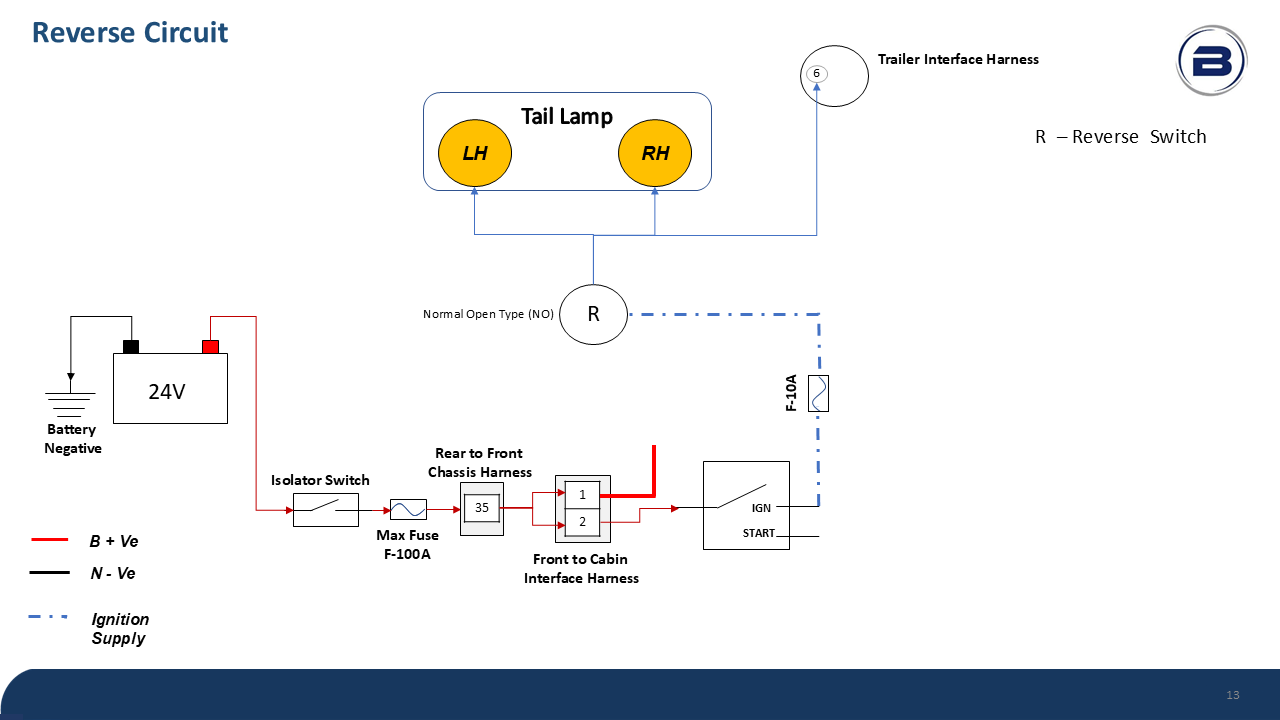 Reverse Circuit
6
Trailer Interface Harness
B
R – Reverse Switch
Tail Lamp
LH
RH
Normal Open Type (NO)
R
24V
F-10A
Battery
Negative
Rear to Front
Chassis Harness
Isolator Switch
35
1
2
IGN
START
Max Fuse
F-100A
Front to Cabin
Interface Harness
B + Ve
N - Ve
Ignition
Supply
13